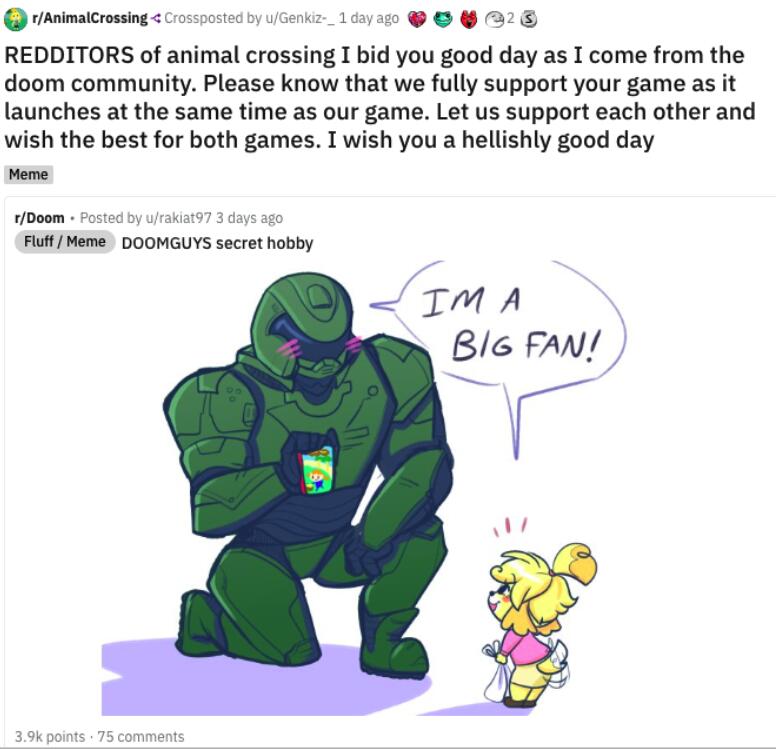 r/AnimalCrossing Crossposted by u/Genkiz-_ 1 day ago 2
REDDITORS of animal crossing I bid you good day as I come from the
doom community. Please know that we fully support your game as it
launches at the same time as our game. Let us support each other and
wish the best for both games. I wish you a hellishly good day
Meme
r/Doom • Posted by u/rakiat97 3 days ago
Fluff / Meme DOOMGUYS secret hobby
IM A
BIG FAN!
3.9k points · 75 comments